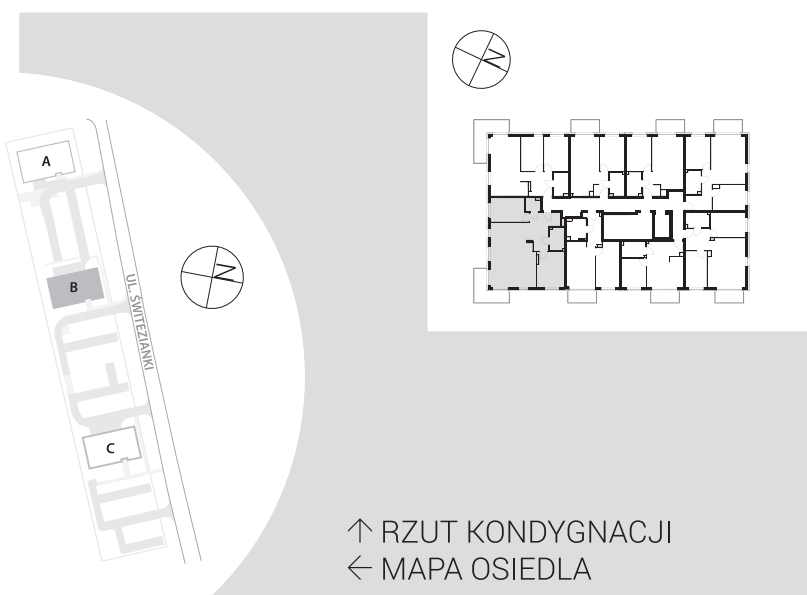 N
A
B
N
UL. ŚWITEZIANKI
C
↑ RZUT KONDYGNACJI
← MAPA OSIEDLA